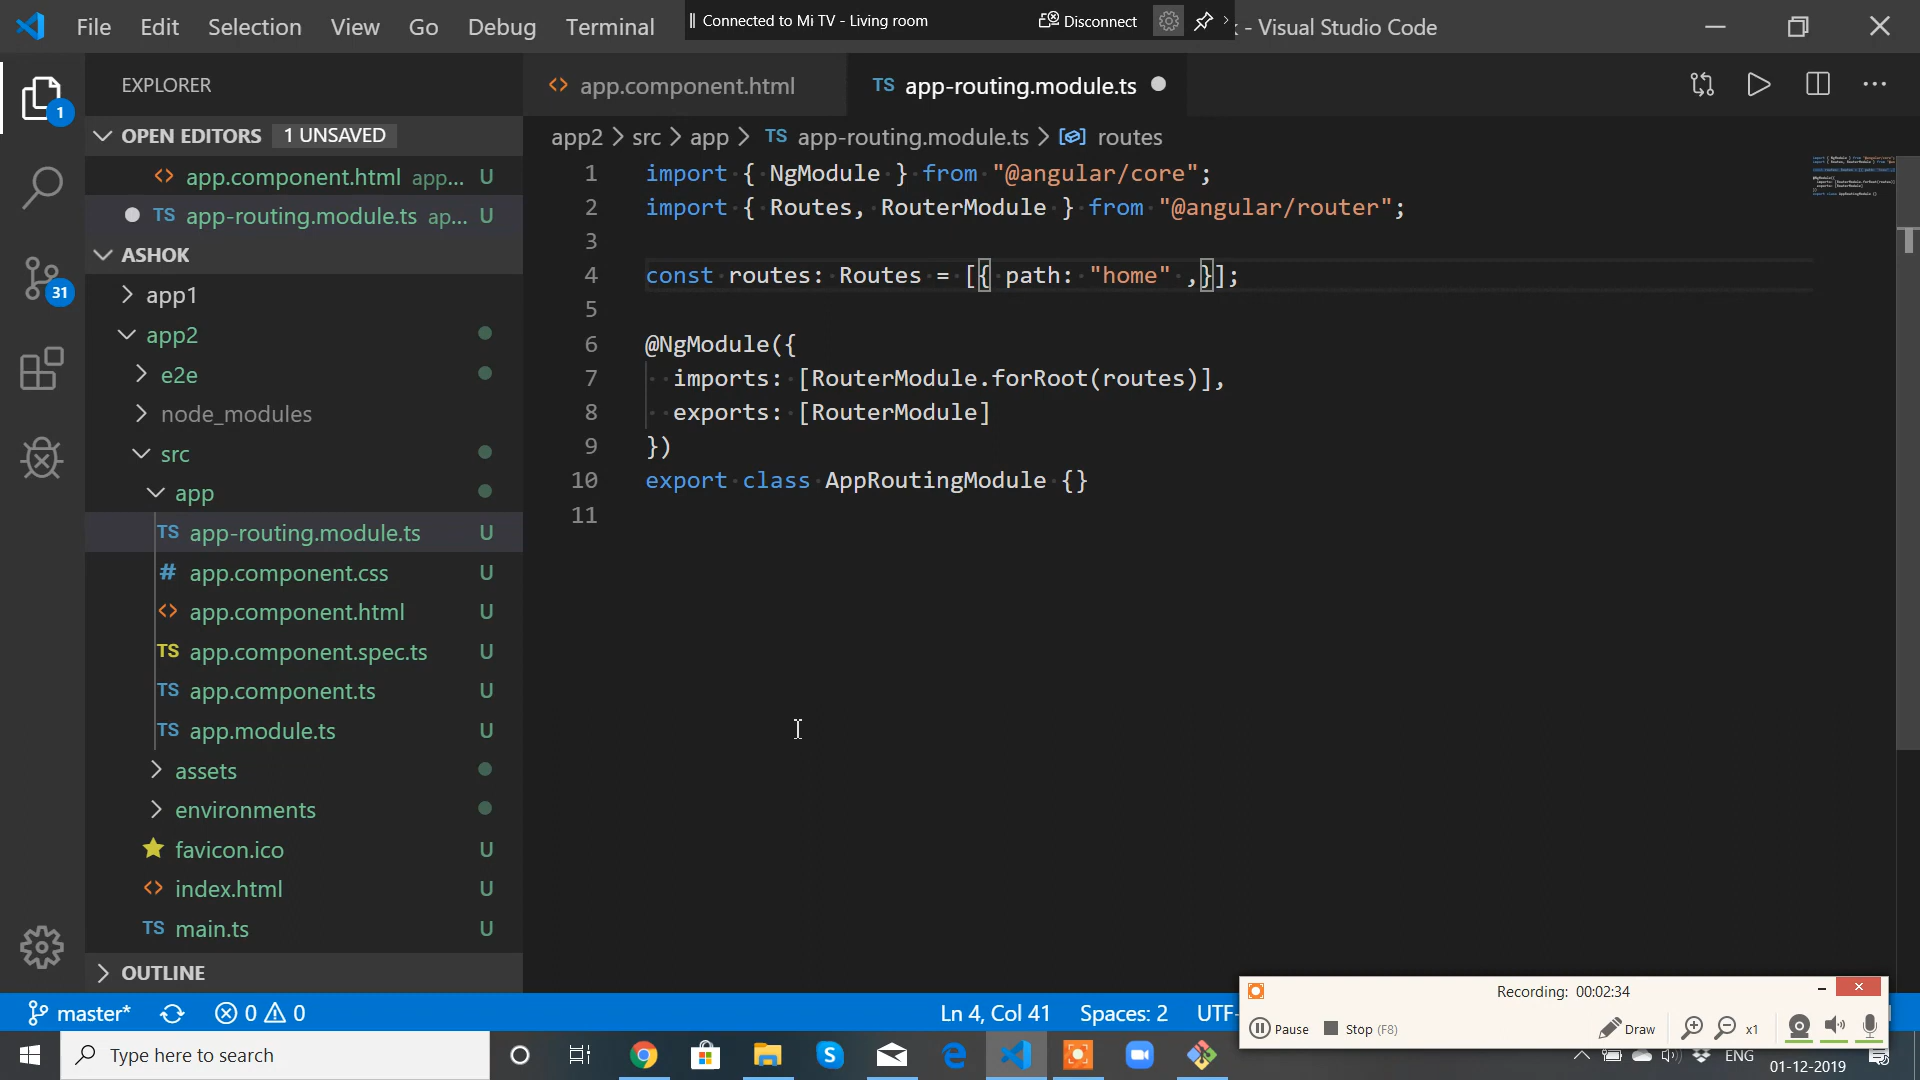 File Edit Selection View Go Debug Terminal
Connected to Mi TV - Living room Disconnect
- Visual Studio Code
EXPLORER
1
OPEN EDITORS 1 UNSAVED
app.component.html app... U
TS app-routing.module.ts ap... U
ASHOK
31
app1
app2
e2e
node_modules
src
app
TS app-routing.module.ts U
# app.component.css U
<> app.component.html U
TS app.component.spec.ts U
TS app.component.ts U
TS app.module.ts U
assets
environments
favicon.ico U
<> index.html U
TS main.ts U
OUTLINE
<> app.component.html
TS app-routing.module.ts
app2 > src > app > TS app-routing.module.ts > routes
1 import { NgModule } from "@angular/core";
2 import { Routes, RouterModule } from "@angular/router";
3
4 const routes: Routes = [{ path: "home" ,}];
5
6 @NgModule({
7 imports: [RouterModule.forRoot(routes)],
8 exports: [RouterModule]
9 })
10 export class AppRoutingModule {}
11
master* 0 0
Ln 4, Col 41 Spaces: 2 UTF-
Recording: 00:02:34
Pause Stop (F8) Draw x1
Type here to search
ENG
01-12-2019